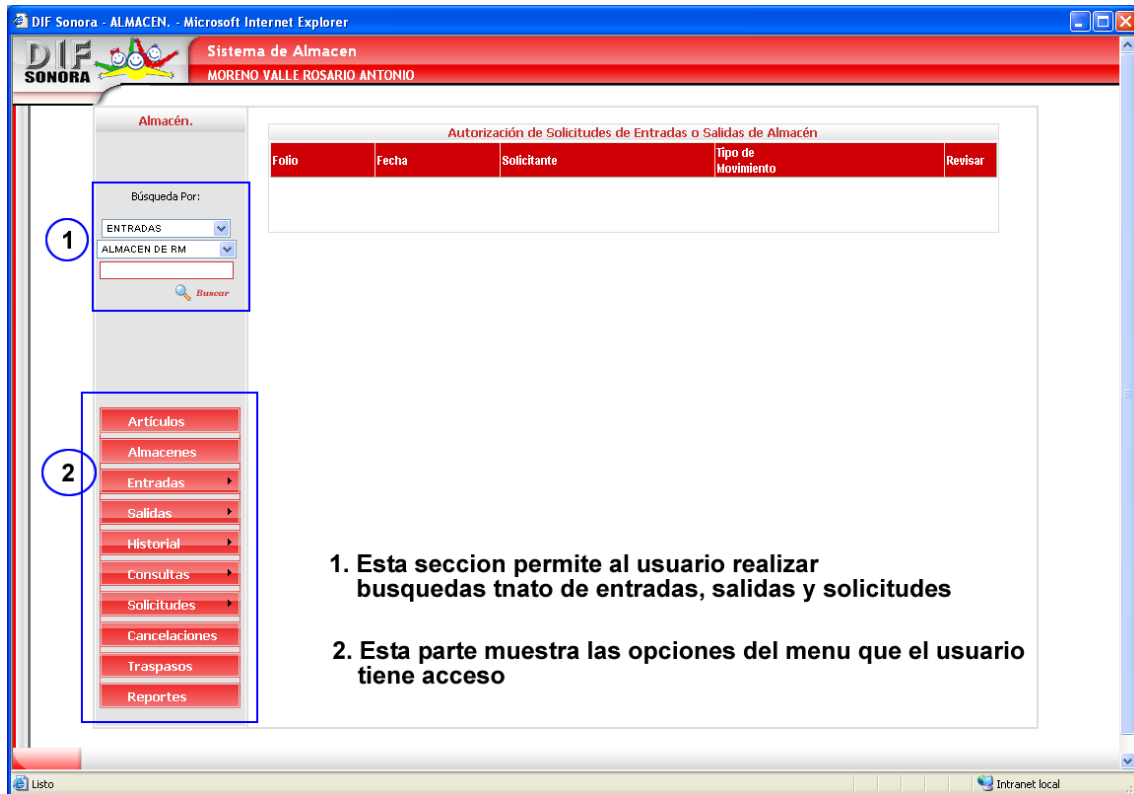 DIF Sonora - ALMACEN. - Microsoft Internet Explorer
DIF
SONORA
Sistema de Almacen
MORENO VALLE ROSARIO ANTONIO
Almacén.
Autorización de Solicitudes de Entradas o Salidas de Almacén
Folio Fecha Solicitante Tipo de Movimiento Revisar
Búsqueda Por:
1
ENTRADAS
ALMACEN DE RM
Buscar
2
Artículos
Almacenes
Entradas
Salidas
Historial
Consultas
Solicitudes
Cancelaciones
Traspasos
Reportes
1. Esta seccion permite al usuario realizar
busquedas tnato de entradas, salidas y solicitudes
2. Esta parte muestra las opciones del menu que el usuario
tiene acceso
Listo
Intranet local